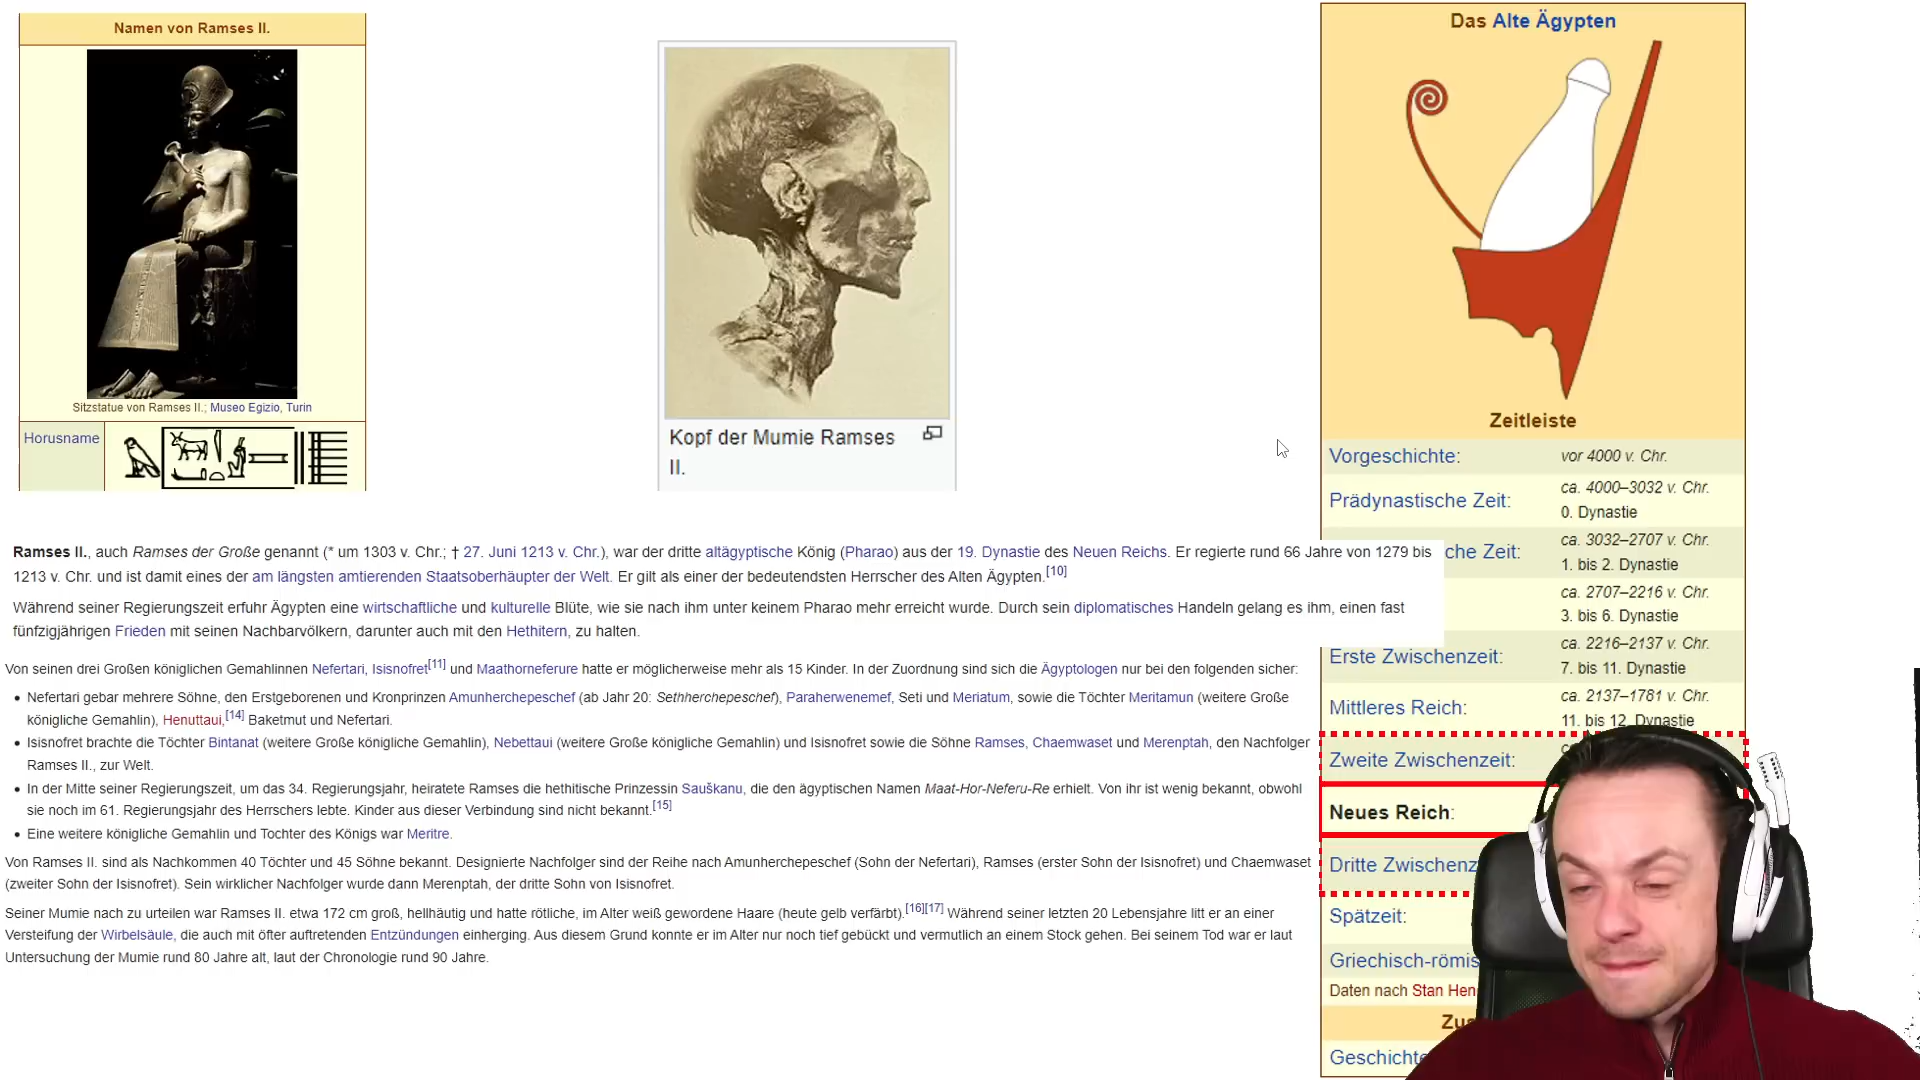 Namen von Ramses II.
Sitzstatue von Ramses II.; Museo Egizio, Turin
Horusname
Kopf der Mumie Ramses
II.
Ramses II., auch Ramses der Große genannt (* um 1303 v. Chr.; † 27. Juni 1213 v. Chr.), war der dritte altägyptische König (Pharao) aus der 19. Dynastie des Neuen Reichs. Er regierte rund 66 Jahre von 1279 bis
1213 v. Chr. und ist damit eines der am längsten amtierenden Staatsoberhäupter der Welt. Er gilt als einer der bedeutendsten Herrscher des Alten Ägypten.[10]
Während seiner Regierungszeit erfuhr Ägypten eine wirtschaftliche und kulturelle Blüte, wie sie nach ihm unter keinem Pharao mehr erreicht wurde. Durch sein diplomatisches Handeln gelang es ihm, einen fast
fünfzigjährigen Frieden mit seinen Nachbarvölkern, darunter auch mit den Hethitern, zu halten.
Von seinen drei Großen königlichen Gemahlinnen Nefertari, Isisnofret[11] und Maathorneferure hatte er möglicherweise mehr als 15 Kinder. In der Zuordnung sind sich die Ägyptologen nur bei den folgenden sicher:
• Nefertari gebar mehrere Söhne, den Erstgeborenen und Kronprinzen Amunherchepeschef (ab Jahr 20: Sethherchepeschef), Paraherwenemef, Seti und Meriatum, sowie die Töchter Meritamun (weitere Große
königliche Gemahlin), Henuttaui,[14] Baketmut und Nefertari.
• Isisnofret brachte die Töchter Bintanat (weitere Große königliche Gemahlin), Nebettaui (weitere Große königliche Gemahlin) und Isisnofret sowie die Söhne Ramses, Chaemwaset und Merenptah, den Nachfolger
Ramses II., zur Welt.
• In der Mitte seiner Regierungszeit, um das 34. Regierungsjahr, heiratete Ramses die hethitische Prinzessin Sauškanu, die den ägyptischen Namen Maat-Hor-Neferu-Re erhielt. Von ihr ist wenig bekannt, obwohl
sie noch im 61. Regierungsjahr des Herrschers lebte. Kinder aus dieser Verbindung sind nicht bekannt.[15]
• Eine weitere königliche Gemahlin und Tochter des Königs war Meritre.
Von Ramses II. sind als Nachkommen 40 Töchter und 45 Söhne bekannt. Designierte Nachfolger sind der Reihe nach Amunherchepeschef (Sohn der Nefertari), Ramses (erster Sohn der Isisnofret) und Chaemwaset
(zweiter Sohn der Isisnofret). Sein wirklicher Nachfolger wurde dann Merenptah, der dritte Sohn von Isisnofret.
Seiner Mumie nach zu urteilen war Ramses II. etwa 172 cm groß, hellhäutig und hatte rötliche, im Alter weiß gewordene Haare (heute gelb verfärbt).[16][17] Während seiner letzten 20 Lebensjahre litt er an einer
Versteifung der Wirbelsäule, die auch mit öfter auftretenden Entzündungen einherging. Aus diesem Grund konnte er im Alter nur noch tief gebückt und vermutlich an einem Stock gehen. Bei seinem Tod war er laut
Untersuchung der Mumie rund 80 Jahre alt, laut der Chronologie rund 90 Jahre.
Das Alte Ägypten
Zeitleiste
Vorgeschichte: vor 4000 v. Chr.
Prädynastische Zeit: ca. 4000–3032 v. Chr.
0. Dynastie
che Zeit: ca. 3032–2707 v. Chr.
1. bis 2. Dynastie
ca. 2707–2216 v. Chr.
3. bis 6. Dynastie
Erste Zwischenzeit: ca. 2216–2137 v. Chr.
7. bis 11. Dynastie
Mittleres Reich: ca. 2137–1781 v. Chr.
11. bis 12. Dynastie
Zweite Zwischenzeit:
Neues Reich:
Dritte Zwischenz
Spätzeit:
Griechisch-römis
Daten nach Stan Hen
Zu
Geschichte